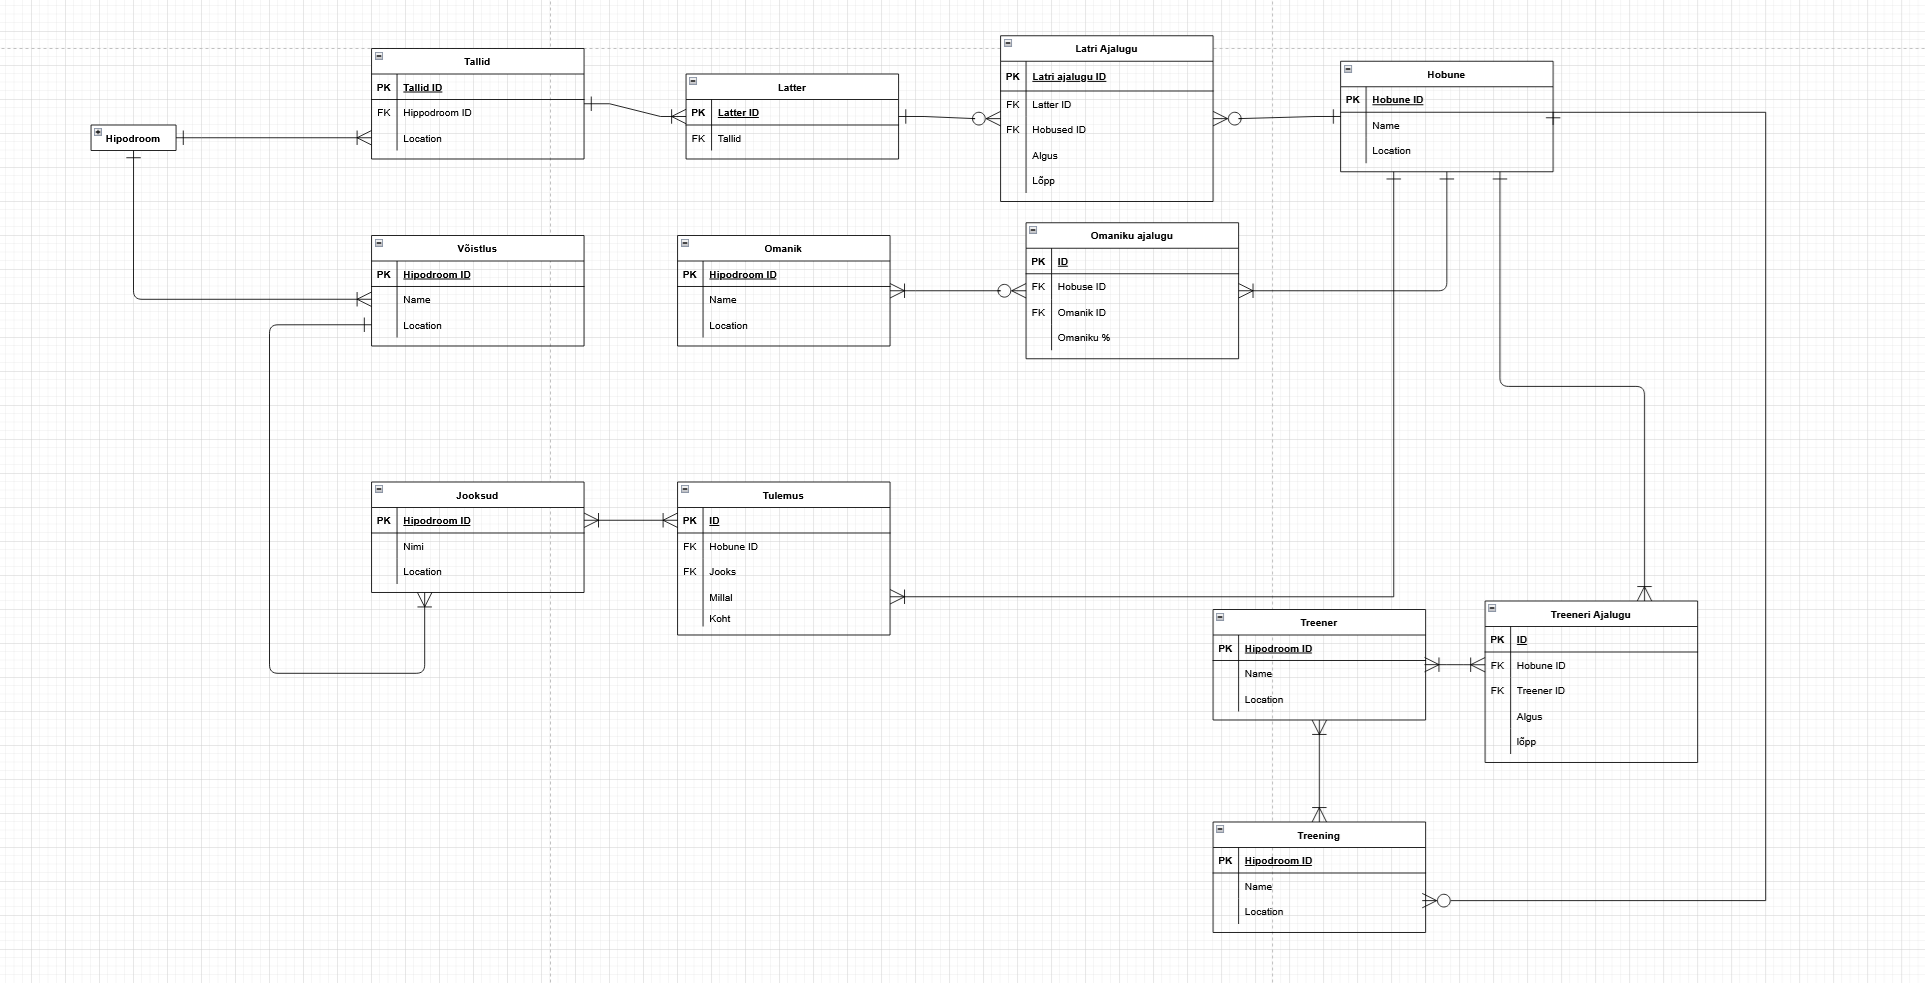 Hipodroom
Tallid
PK Tallid ID
FK Hippodroom ID
Location
Latter
PK Latter ID
FK Tallid
Latri Ajalugu
PK Latri ajalugu ID
FK Latter ID
FK Hobused ID
Algus
Lõpp
Hobune
PK Hobune ID
Name
Location
Võistlus
PK Hipodroom ID
Name
Location
Omanik
PK Hipodroom ID
Name
Location
Omaniku ajalugu
PK ID
FK Hobuse ID
FK Omanik ID
Omaniku %
Jooksud
PK Hipodroom ID
Nimi
Location
Tulemus
PK ID
FK Hobune ID
FK Jooks
Millal
Koht
Treener
PK Hipodroom ID
Name
Location
Treeneri Ajalugu
PK ID
FK Hobune ID
FK Treener ID
Algus
lõpp
Treening
PK Hipodroom ID
Name
Location